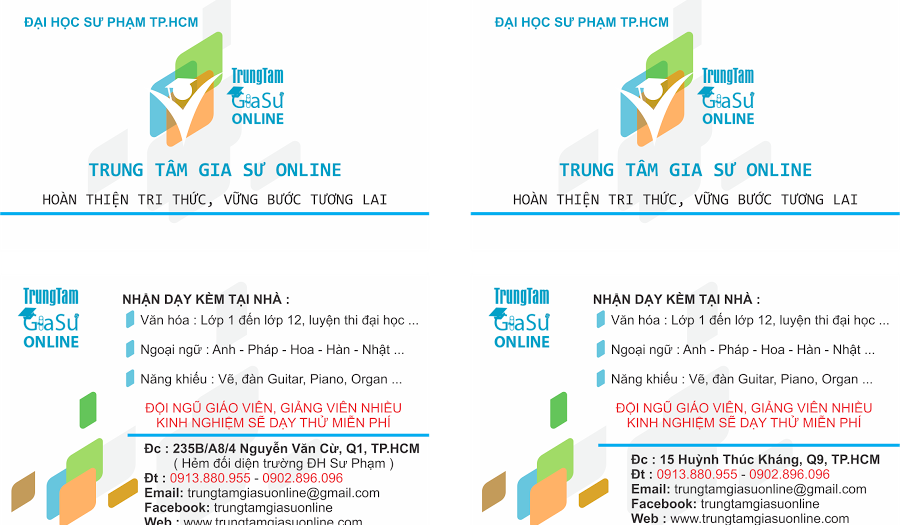 ĐẠI HỌC SƯ PHẠM TP.HCM
TrungTam
GiaSư
ONLINE
TRUNG TÂM GIA SƯ ONLINE
HOÀN THIỆN TRI THỨC, VỮNG BƯỚC TƯƠNG LAI
ĐẠI HỌC SƯ PHẠM TP.HCM
TrungTam
GiaSư
ONLINE
TRUNG TÂM GIA SƯ ONLINE
HOÀN THIỆN TRI THỨC, VỮNG BƯỚC TƯƠNG LAI
TrungTam
GiaSư
ONLINE
NHẬN DẠY KÈM TẠI NHÀ :
Văn hóa : Lớp 1 đến lớp 12, luyện thi đại học ...
Ngoại ngữ : Anh - Pháp - Hoa - Hàn - Nhật ...
Năng khiếu : Vẽ, đàn Guitar, Piano, Organ ...
ĐỘI NGŨ GIÁO VIÊN, GIẢNG VIÊN NHIỀU
KINH NGHIỆM SẼ DẠY THỬ MIỄN PHÍ
Đc : 235B/A8/4 Nguyễn Văn Cừ, Q1, TP.HCM
( Hẻm đối diện trường ĐH Sư Phạm )
Đt : 0913.880.955 - 0902.896.096
Email: trungtamgiasuonline@gmail.com
Facebook: trungtamgiasuonline
Web : www.trungtamgiasuonline.com
TrungTam
GiaSư
ONLINE
NHẬN DẠY KÈM TẠI NHÀ :
Văn hóa : Lớp 1 đến lớp 12, luyện thi đại học ...
Ngoại ngữ : Anh - Pháp - Hoa - Hàn - Nhật ...
Năng khiếu : Vẽ, đàn Guitar, Piano, Organ ...
ĐỘI NGŨ GIÁO VIÊN, GIẢNG VIÊN NHIỀU
KINH NGHIỆM SẼ DẠY THỬ MIỄN PHÍ
Đc : 15 Huỳnh Thúc Kháng, Q9, TP.HCM
Đt : 0913.880.955 - 0902.896.096
Email: trungtamgiasuonline@gmail.com
Facebook: trungtamgiasuonline
Web : www.trungtamgiasuonline.com